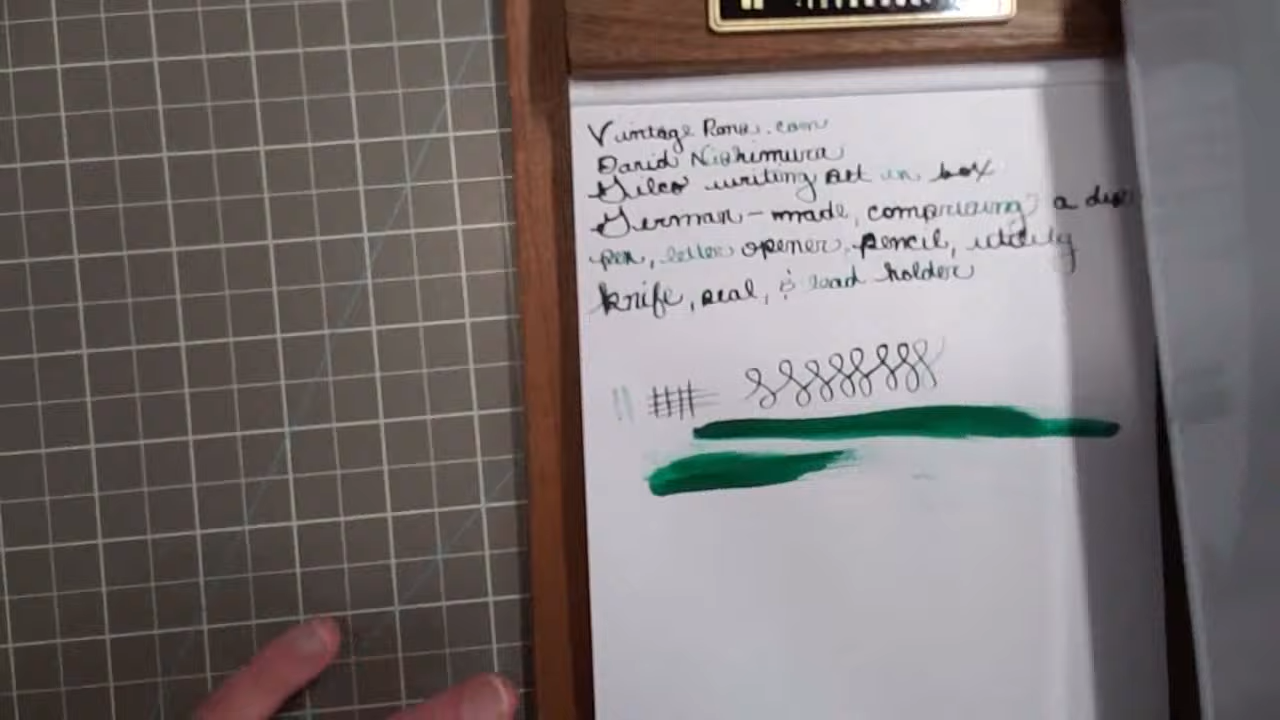 Vintage Pens.com
David Nishimura
Gilco writing set in box
German-made, comprising a
pen, letter opener, pencil, utility
knife, seal, & lead holder